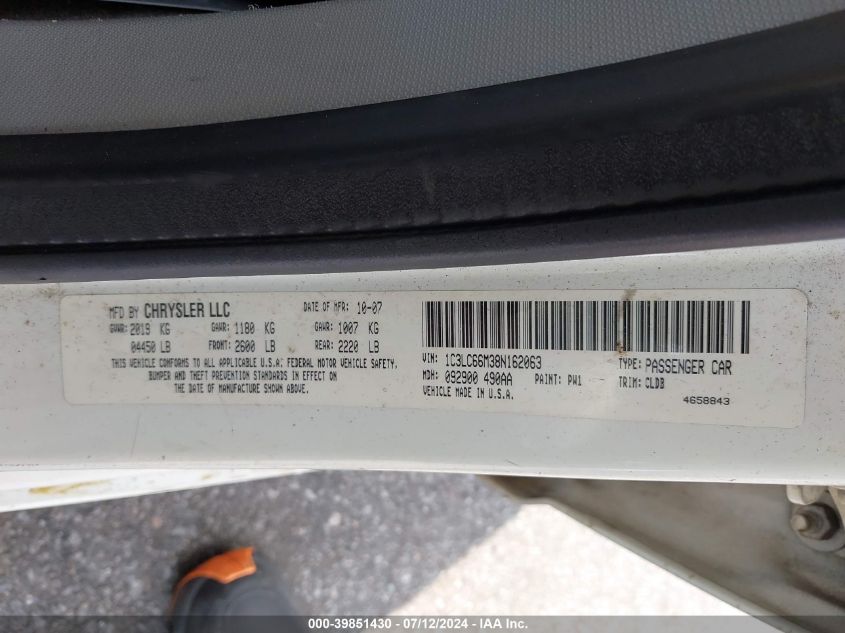 MFD BY CHRYSLER LLC DATE OF MFR: 10-07
GVWR: 2019 KG GAWR: 1180 KG GAWR: 1007 KG
04450 LB FRONT: 2600 LB REAR: 2220 LB
THIS VEHICLE CONFORMS TO ALL APPLICABLE U.S.A. FEDERAL MOTOR VEHICLE SAFETY,
BUMPER AND THEFT PREVENTION STANDARDS IN EFFECT ON
THE DATE OF MANUFACTURE SHOWN ABOVE.
VIN: 1C3LC66M38N162063 TYPE: PASSENGER CAR
MDH: 092900 490AA PAINT: PW1 TRIM: CLDB
VEHICLE MADE IN U.S.A.
4658843
000-39851430 - 07/12/2024 - IAA Inc.